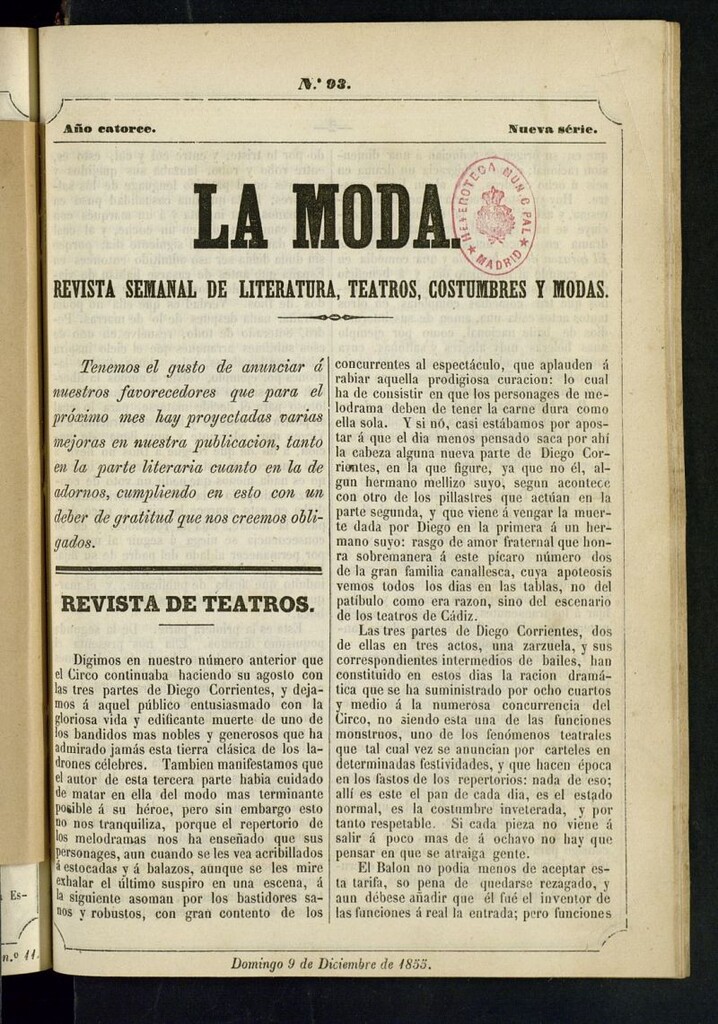 N.º 93.
Año catorce.
Nueva série.
LA MODA.
HEMEROTECA MUNICIPAL
★ MADRID ★
REVISTA SEMANAL DE LITERATURA, TEATROS, COSTUMBRES Y MODAS.
Tenemos el gusto de anunciar á
nuestros favorecedores que para el
próximo mes hay proyectadas varias
mejoras en nuestra publicacion, tanto
en la parte literaria cuanto en la de
adornos, cumpliendo en esto con un
deber de gratitud que nos creemos obli-
gados.
REVISTA DE TEATROS.
Digimos en nuestro número anterior que
el Circo continuaba haciendo su agosto con
las tres partes de Diego Corrientes, y deja-
mos á aquel público entusiasmado con la
gloriosa vida y edificante muerte de uno de
los bandidos mas nobles y generosos que ha
admirado jamás esta tierra clásica de los la-
drones célebres. Tambien manifestamos que
el autor de esta tercera parte habia cuidado
de matar en ella del modo mas terminante
posible á su héroe, pero sin embargo esto
no nos tranquiliza, porque el repertorio de
los melodramas nos ha enseñado que sus
personages, aun cuando se les vea acribillados
á estocadas y á balazos, aunque se les mire
exhalar el último suspiro en una escena, á
la siguiente asoman por los bastidores sa-
nos y robustos, con gran contento de los
concurrentes al espectáculo, que aplauden á
rabiar aquella prodigiosa curacion: lo cual
ha de consistir en que los personages de me-
lodrama deben de tener la carne dura como
ella sola. Y si nó, casi estábamos por apos-
tar á que el dia menos pensado saca por ahí
la cabeza alguna nueva parte de Diego Cor-
rientes, en la que figure, ya que no él, al-
gun hermano mellizo suyo, segun acontece
con otro de los pillastres que actúan en la
parte segunda, y que viene á vengar la muer-
te dada por Diego en la primera á un her-
mano suyo: rasgo de amor fraternal que hon-
ra sobremanera á este pícaro número dos
de la gran familia canallesca, cuya apoteosis
vemos todos los dias en las tablas, no del
patíbulo como era razon, sino del escenario
de los teatros de Cádiz.
Las tres partes de Diego Corrientes, dos
de ellas en tres actos, una zarzuela, y sus
correspondientes intermedios de bailes, han
constituido en estos dias la racion dramá-
tica que se ha suministrado por ocho cuartos
y medio á la numerosa concurrencia del
Circo, no siendo esta una de las funciones
monstruos, uno de los fenómenos teatrales
que tal cual vez se anuncian por carteles en
determinadas festividades, y que hacen época
en los fastos de los repertorios: nada de eso;
allí es este el pan de cada dia, es el estado
normal, es la costumbre inveterada, y por
tanto respetable. Si cada pieza no viene á
salir á poco mas de á ochavo no hay que
pensar en que se atraiga gente.
El Balon no podia menos de aceptar es-
ta tarifa, so pena de quedarse rezagado, y
aun débese añadir que él fué el inventor de
las funciones á real la entrada; pero funciones
Domingo 9 de Diciembre de 1855.
Es-
n.º 11.